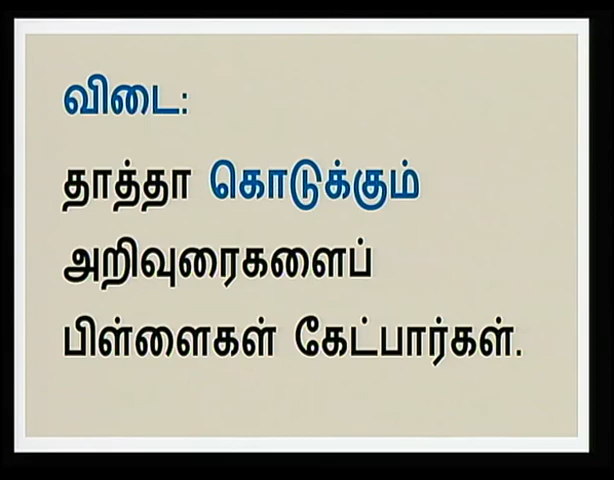 விடை:
தாத்தா கொடுக்கும்
அறிவுரைகளைப்
பிள்ளைகள் கேட்பார்கள்.